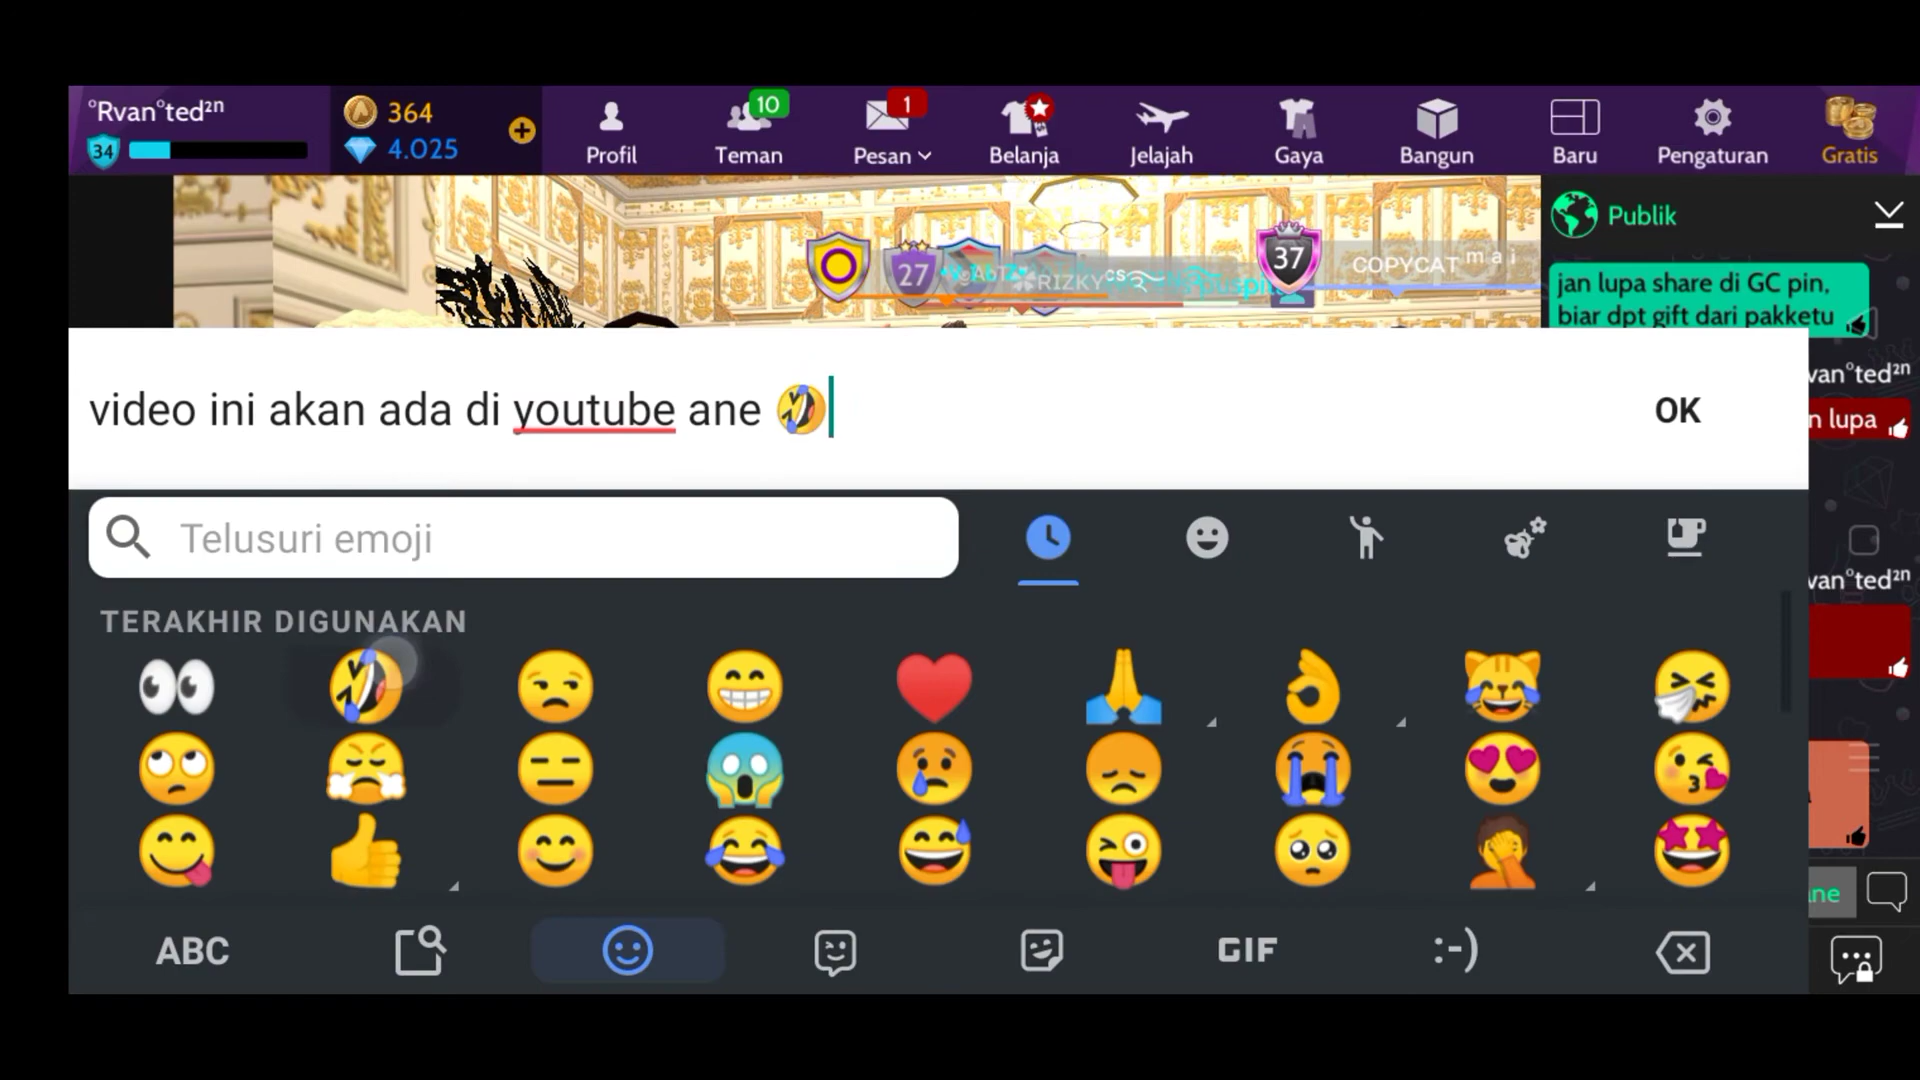 °Rvan°ted²ⁿ
34
364
4.025
Profil
10
Teman
1
Pesan
Belanja
Jelajah
Gaya
Bangun
Baru
Pengaturan
Gratis
27
RIZKY
37
COPYCAT ᵐᵃⁱ
Publik
jan lupa share di GC pin,
biar dpt gift dari pakketu
van°ted²ⁿ
n lupa
video ini akan ada di youtube ane 🤣
OK
Telusuri emoji
van°ted²ⁿ
TERAKHIR DIGUNAKAN
ne
ABC
GIF
:-)